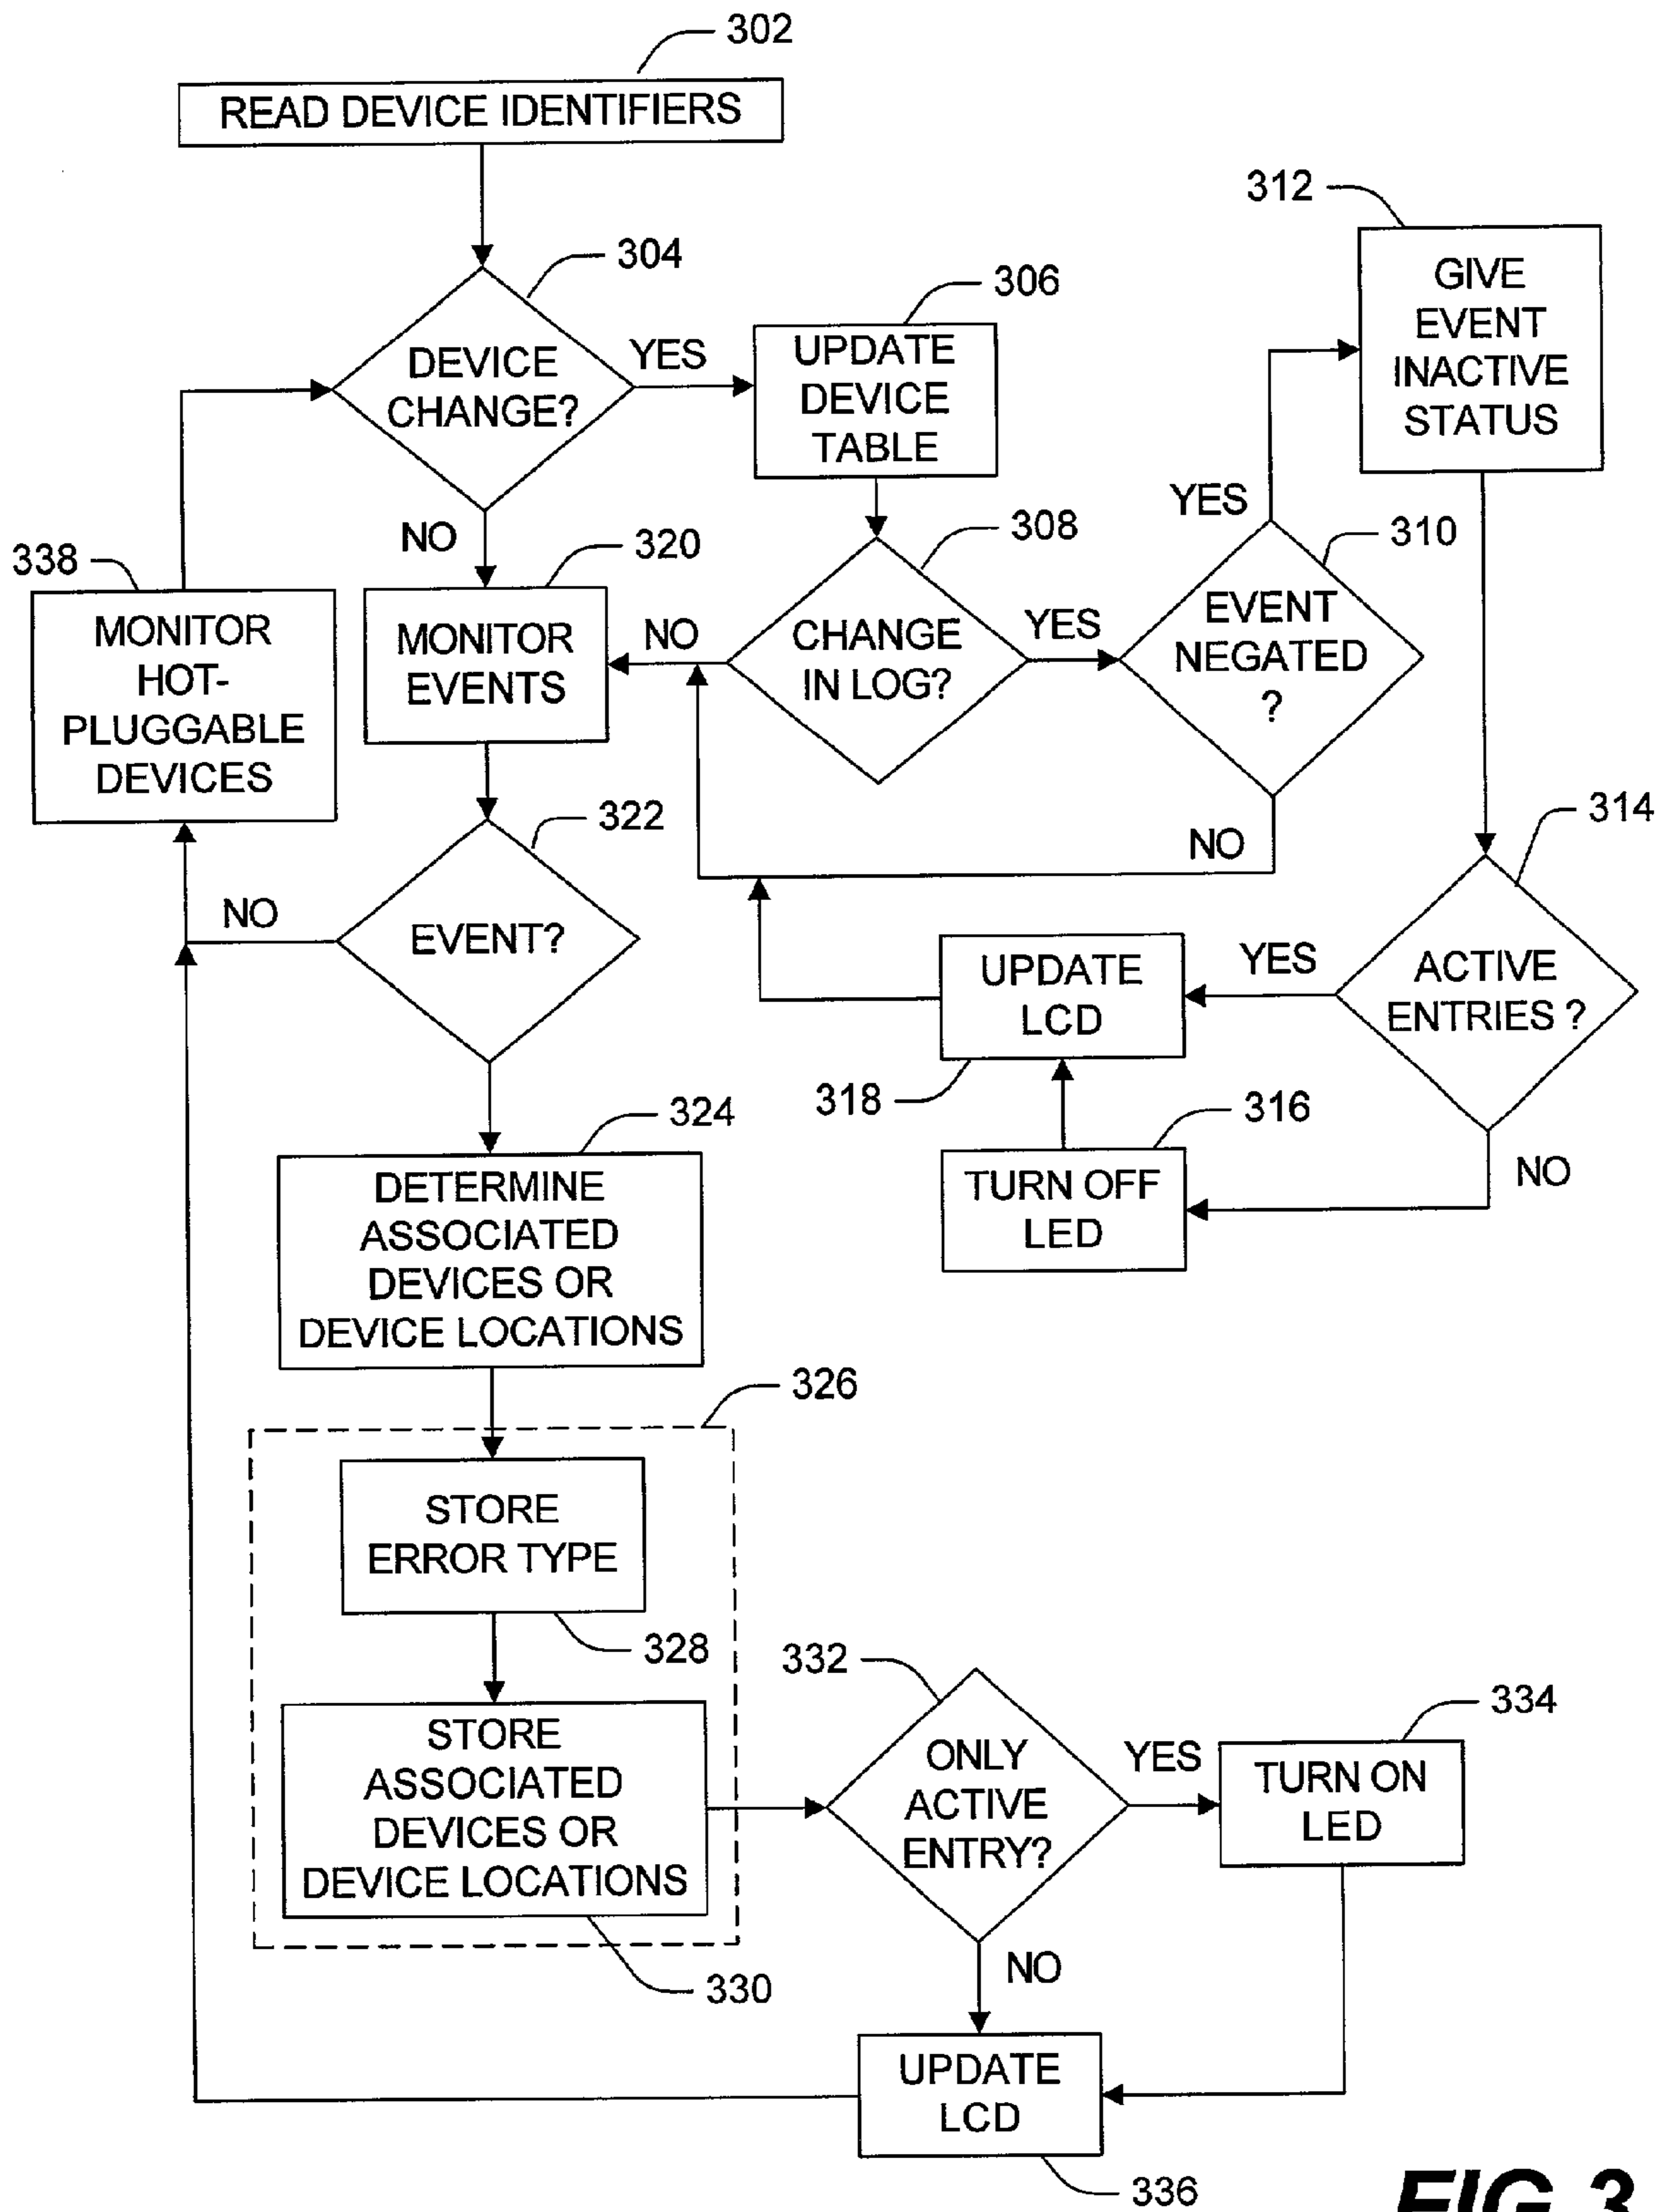 302
READ DEVICE IDENTIFIERS
304
DEVICE
CHANGE?
YES
NO
306
UPDATE
DEVICE
TABLE
312
GIVE
EVENT
INACTIVE
STATUS
338
MONITOR
HOT-
PLUGGABLE
DEVICES
320
MONITOR
EVENTS
NO
308
CHANGE
IN LOG?
YES
YES
310
EVENT
NEGATED
?
NO
322
EVENT?
NO
314
ACTIVE
ENTRIES ?
YES
NO
UPDATE
LCD
318
316
TURN OFF
LED
324
DETERMINE
ASSOCIATED
DEVICES OR
DEVICE LOCATIONS
326
STORE
ERROR TYPE
328
STORE
ASSOCIATED
DEVICES OR
DEVICE LOCATIONS
330
332
ONLY
ACTIVE
ENTRY?
YES
NO
334
TURN ON
LED
UPDATE
LCD
336
FIG.3